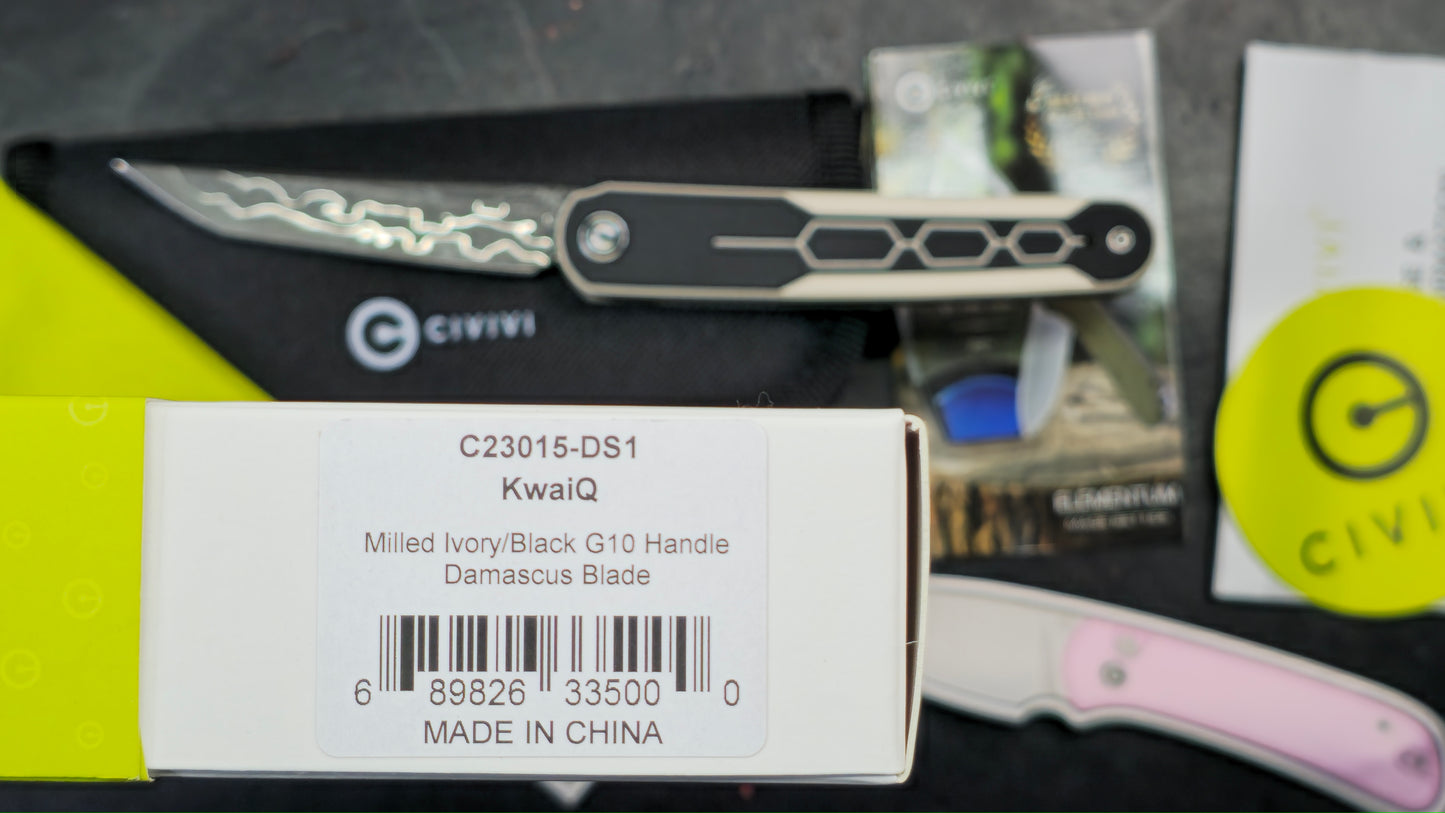 CIVIVI
CIVIVI
ELEMENTUM
C23015-DS1
KwaiQ
Milled Ivory/Black G10 Handle
Damascus Blade
6 89826 33500 0
MADE IN CHINA
CIVI